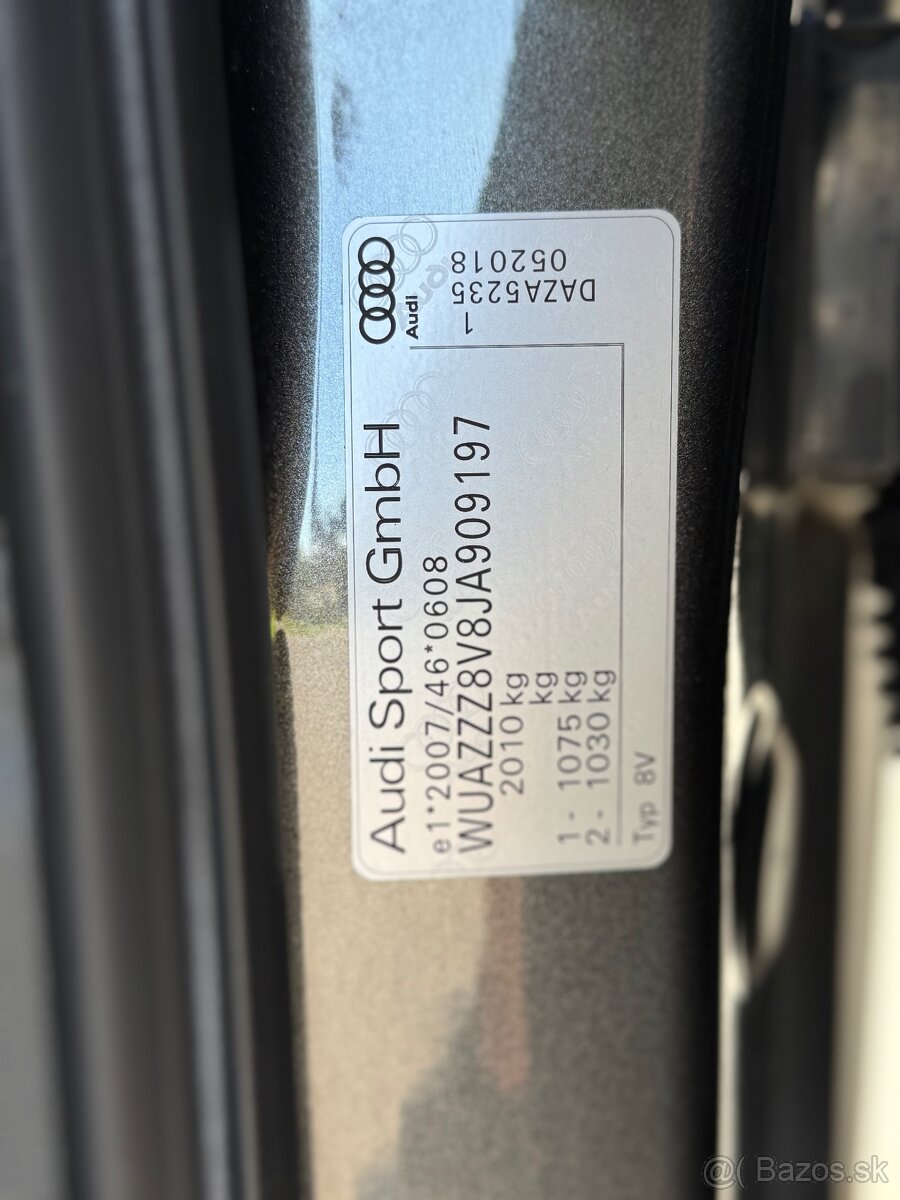 Audi Sport GmbH
Audi
e1*2007/46*0608
WUAZZZ8V8JA909197
2010 kg
kg
1 - 1075 kg
2 - 1030 kg
Typ 8V
1
DAZA5235
052018
@( Bazos.sk